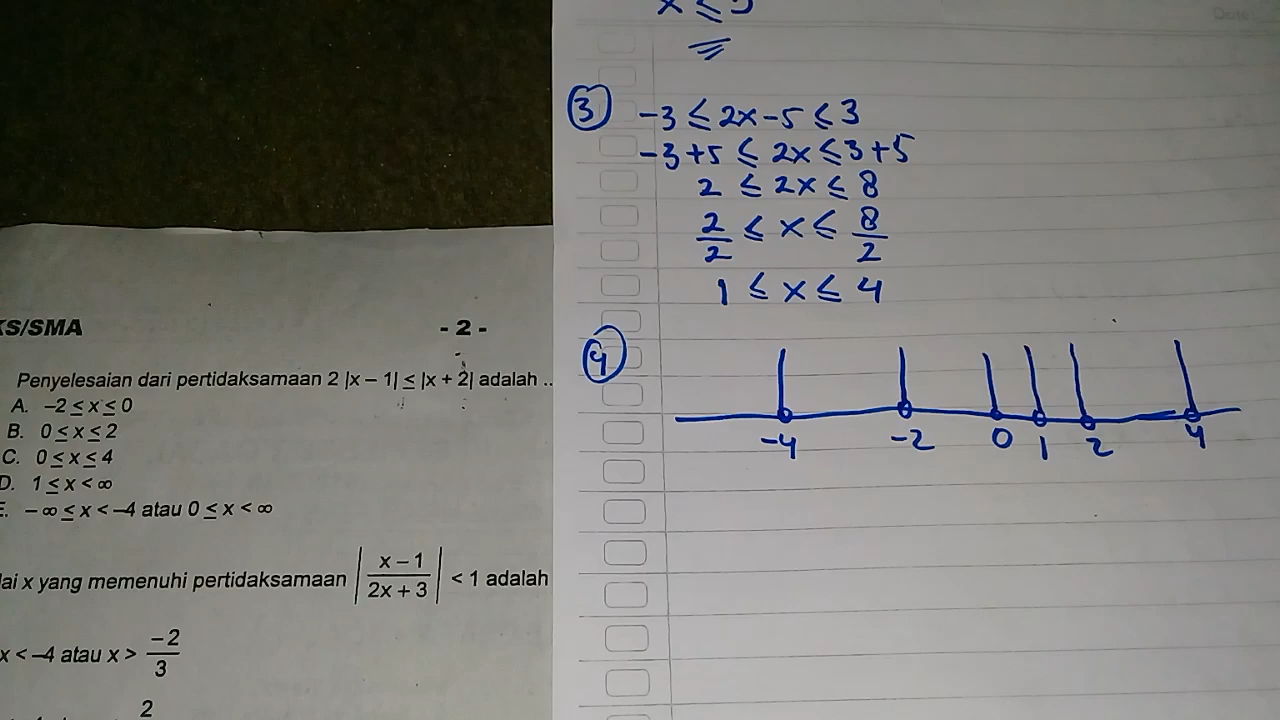 KS/SMA
- 2 -
Penyelesaian dari pertidaksamaan 2 |x – 1| ≤ |x + 2| adalah ..
A. –2 ≤ x ≤ 0
B. 0 ≤ x ≤ 2
C. 0 ≤ x ≤ 4
D. 1 ≤ x < ∞
E. – ∞ ≤ x < –4 atau 0 ≤ x < ∞
lai x yang memenuhi pertidaksamaan |(x – 1)/(2x + 3)| < 1 adalah
x < –4 atau x > –2/3
2
x ≤ 5
3 -3 ≤ 2x - 5 ≤ 3
-3+5 ≤ 2x ≤ 3+5
2 ≤ 2x ≤ 8
2/2 ≤ x ≤ 8/2
1 ≤ x ≤ 4
4
-4 -2 0 1 2 4